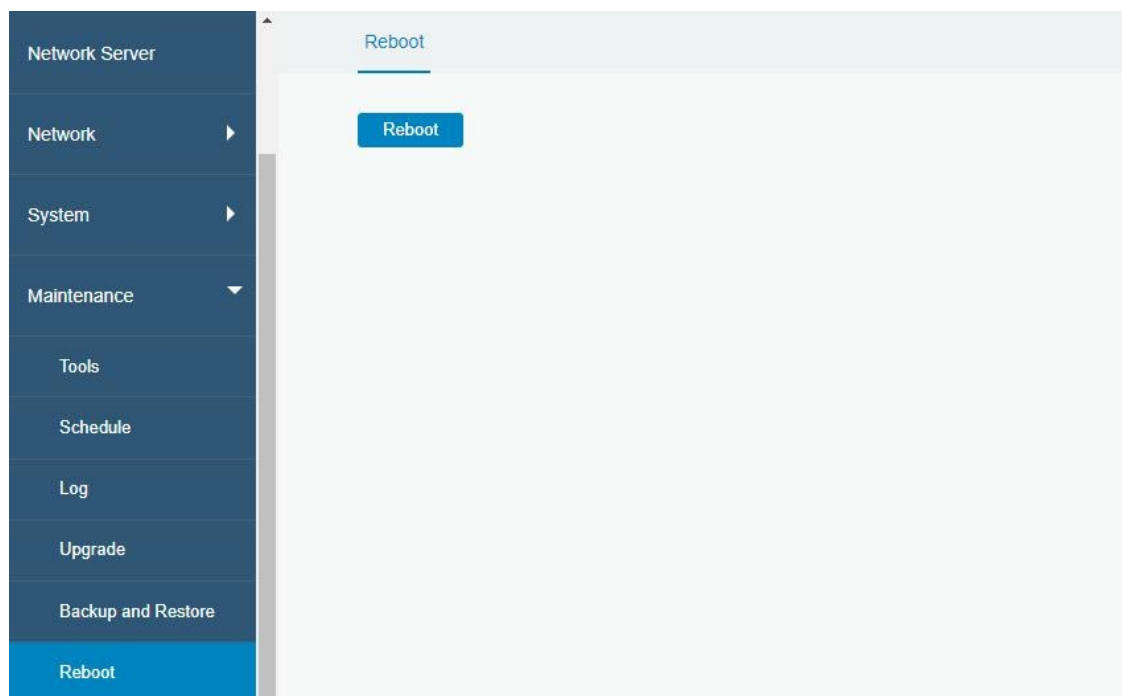 Network Server
Network
System
Maintenance
Tools
Schedule
Log
Upgrade
Backup and Restore
Reboot
Reboot
Reboot